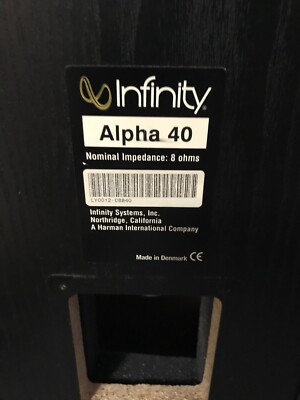 Infinity
Alpha 40
Nominal Impedance: 8 ohms
Infinity Systems, Inc.
Northridge, California
A Harman International Company
Made in Denmark CE